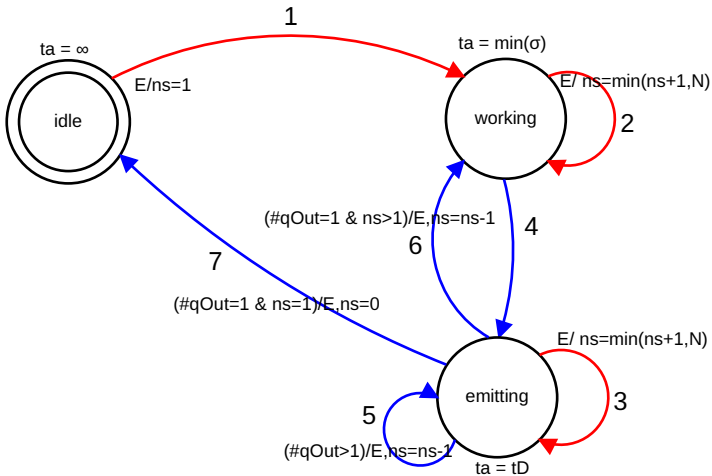 1
ta = ∞
ta = min(σ)
E/ns=1
E/ ns=min(ns+1,N)
idle
working
2
(#qOut=1 & ns>1)/E,ns=ns-1
4
6
7
(#qOut=1 & ns=1)/E,ns=0
E/ ns=min(ns+1,N)
emitting
3
5
(#qOut>1)/E,ns=ns-1
ta = tD